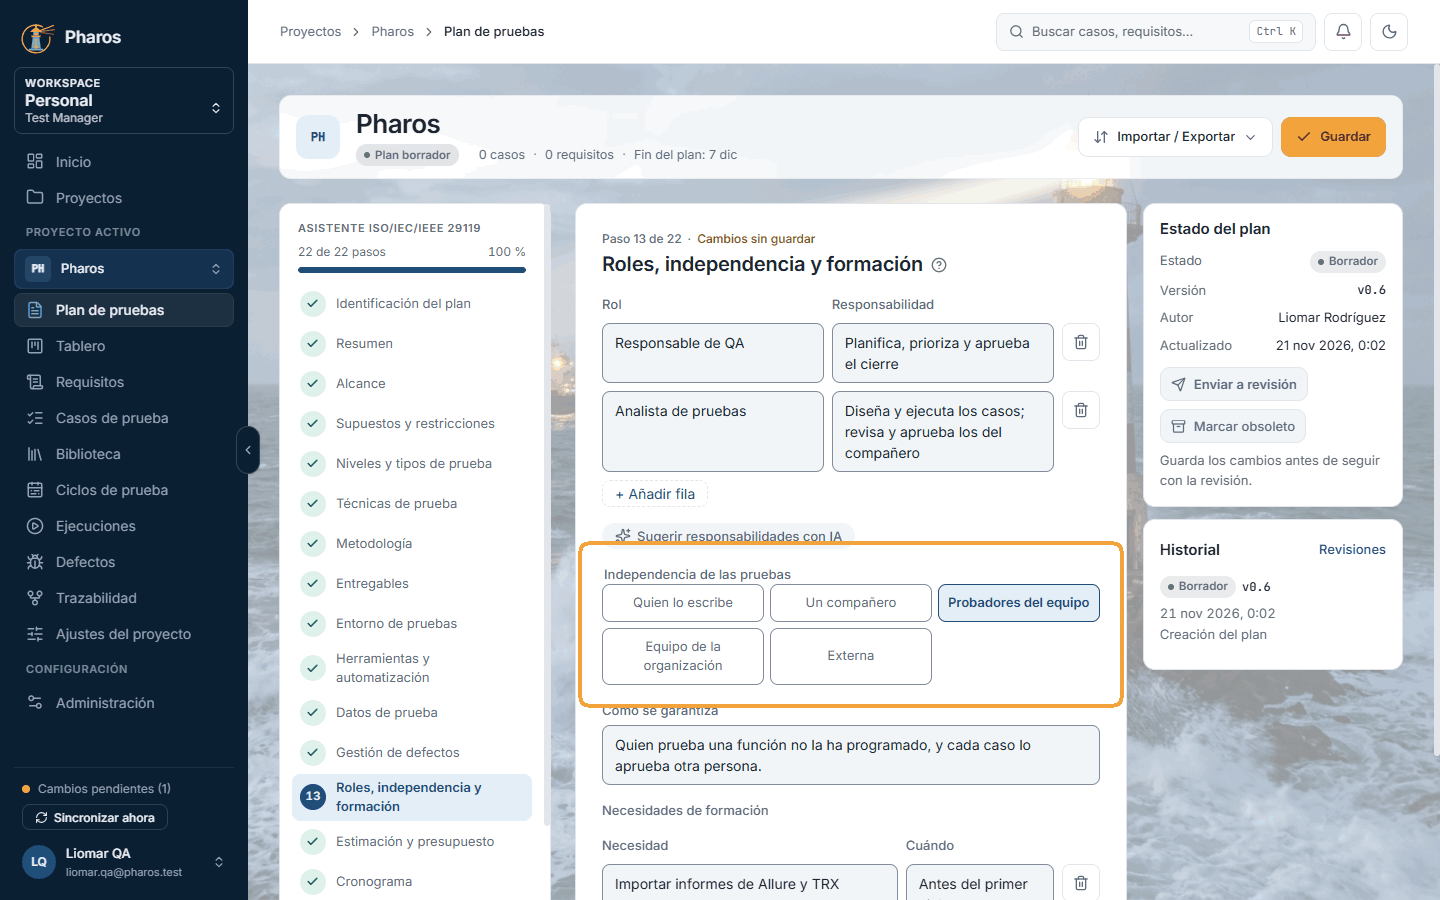 Pharos
WORKSPACE
Personal
Test Manager
Inicio
Proyectos
PROYECTO ACTIVO
PH Pharos
Plan de pruebas
Tablero
Requisitos
Casos de prueba
Biblioteca
Ciclos de prueba
Ejecuciones
Defectos
Trazabilidad
Ajustes del proyecto
CONFIGURACIÓN
Administración
Cambios pendientes (1)
Sincronizar ahora
LQ
Liomar QA
liomar.qa@pharos.test
Proyectos > Pharos > Plan de pruebas
Buscar casos, requisitos... Ctrl K
PH
Pharos
Plan borrador 0 casos · 0 requisitos · Fin del plan: 7 dic
Importar / Exportar
Guardar
ASISTENTE ISO/IEC/IEEE 29119
22 de 22 pasos 100 %
Identificación del plan
Resumen
Alcance
Supuestos y restricciones
Niveles y tipos de prueba
Técnicas de prueba
Metodología
Entregables
Entorno de pruebas
Herramientas y
automatización
Datos de prueba
Gestión de defectos
13 Roles, independencia y
formación
Estimación y presupuesto
Cronograma
Paso 13 de 22 · Cambios sin guardar
Roles, independencia y formación ?
Rol Responsabilidad
Responsable de QA
Planifica, prioriza y aprueba
el cierre
Analista de pruebas
Diseña y ejecuta los casos;
revisa y aprueba los del
compañero
+ Añadir fila
Sugerir responsabilidades con IA
Independencia de las pruebas
Quien lo escribe
Un compañero
Probadores del equipo
Equipo de la
organización
Externa
Cómo se garantiza
Quien prueba una función no la ha programado, y cada caso lo
aprueba otra persona.
Necesidades de formación
Necesidad Cuándo
Importar informes de Allure y TRX
Antes del primer
Estado del plan
Estado Borrador
Versión v0.6
Autor Liomar Rodríguez
Actualizado 21 nov 2026, 0:02
Enviar a revisión
Marcar obsoleto
Guarda los cambios antes de seguir
con la revisión.
Historial Revisiones
Borrador v0.6
21 nov 2026, 0:02
Creación del plan